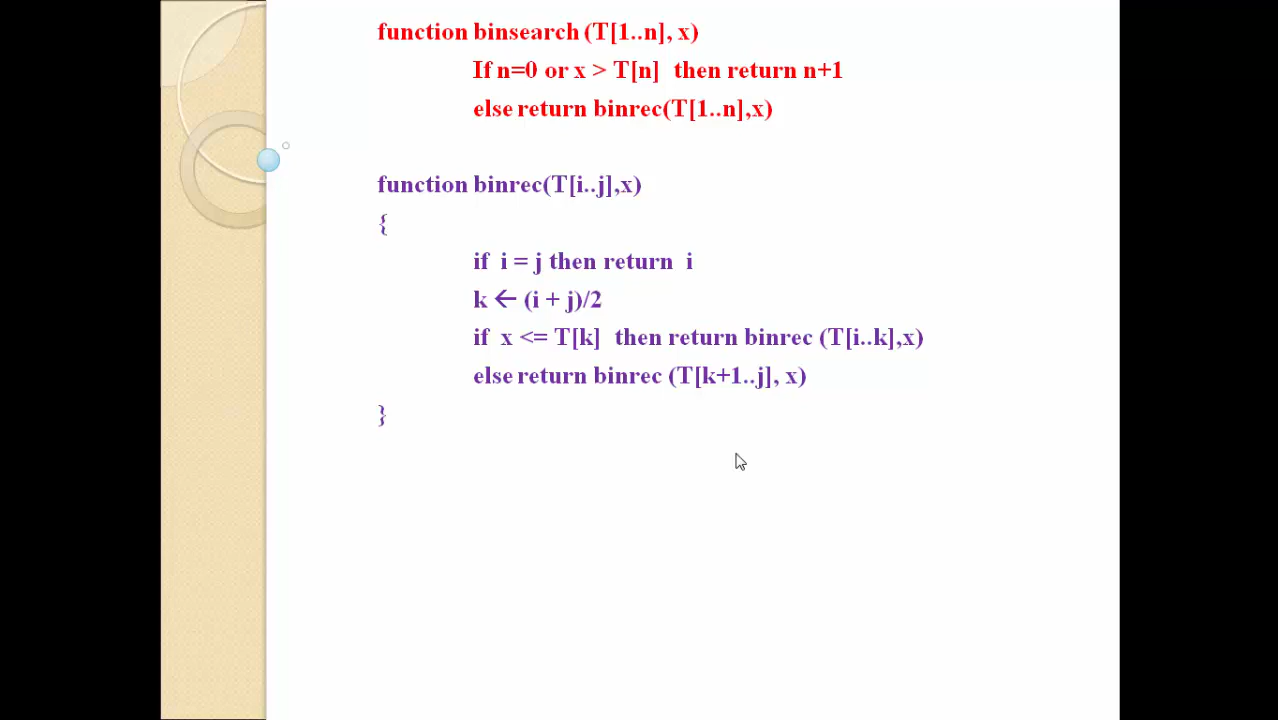 function binsearch (T[1..n], x)
If n=0 or x > T[n] then return n+1
else return binrec(T[1..n],x)
function binrec(T[i..j],x)
{
if i = j then return i
k ← (i + j)/2
if x <= T[k] then return binrec (T[i..k],x)
else return binrec (T[k+1..j], x)
}